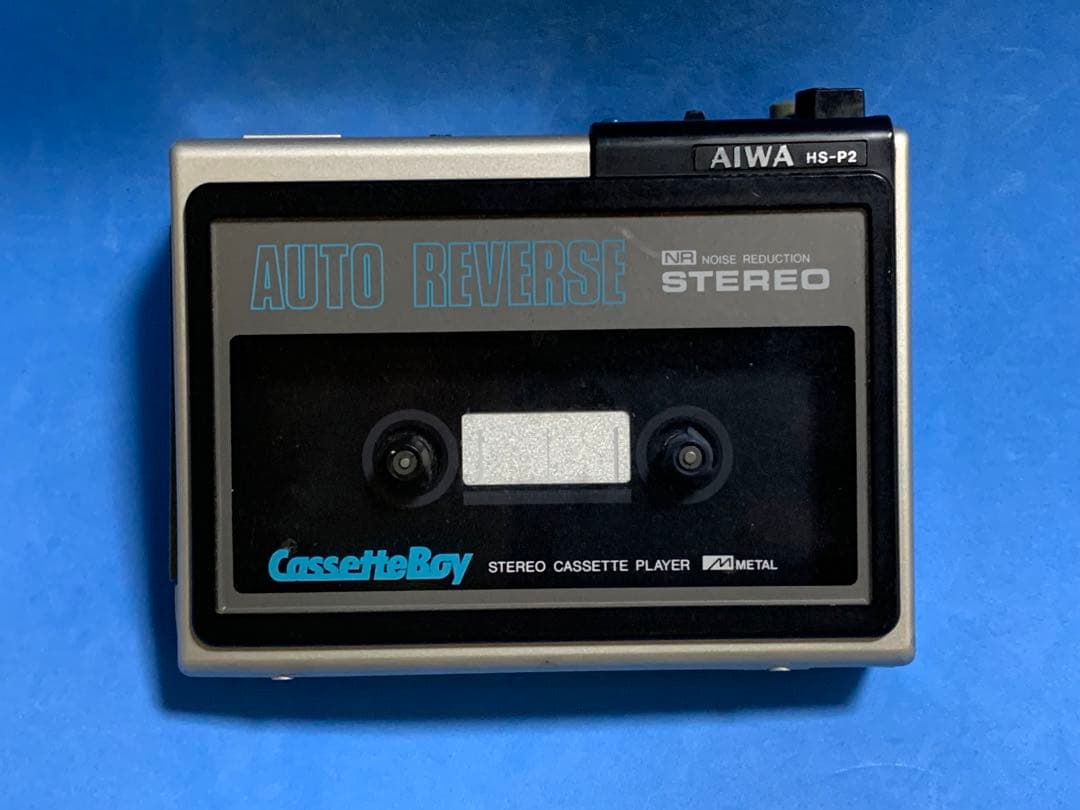 AIWA HS-P2
AUTO REVERSE
NR NOISE REDUCTION
STEREO
CassetteBoy STEREO CASSETTE PLAYER M METAL